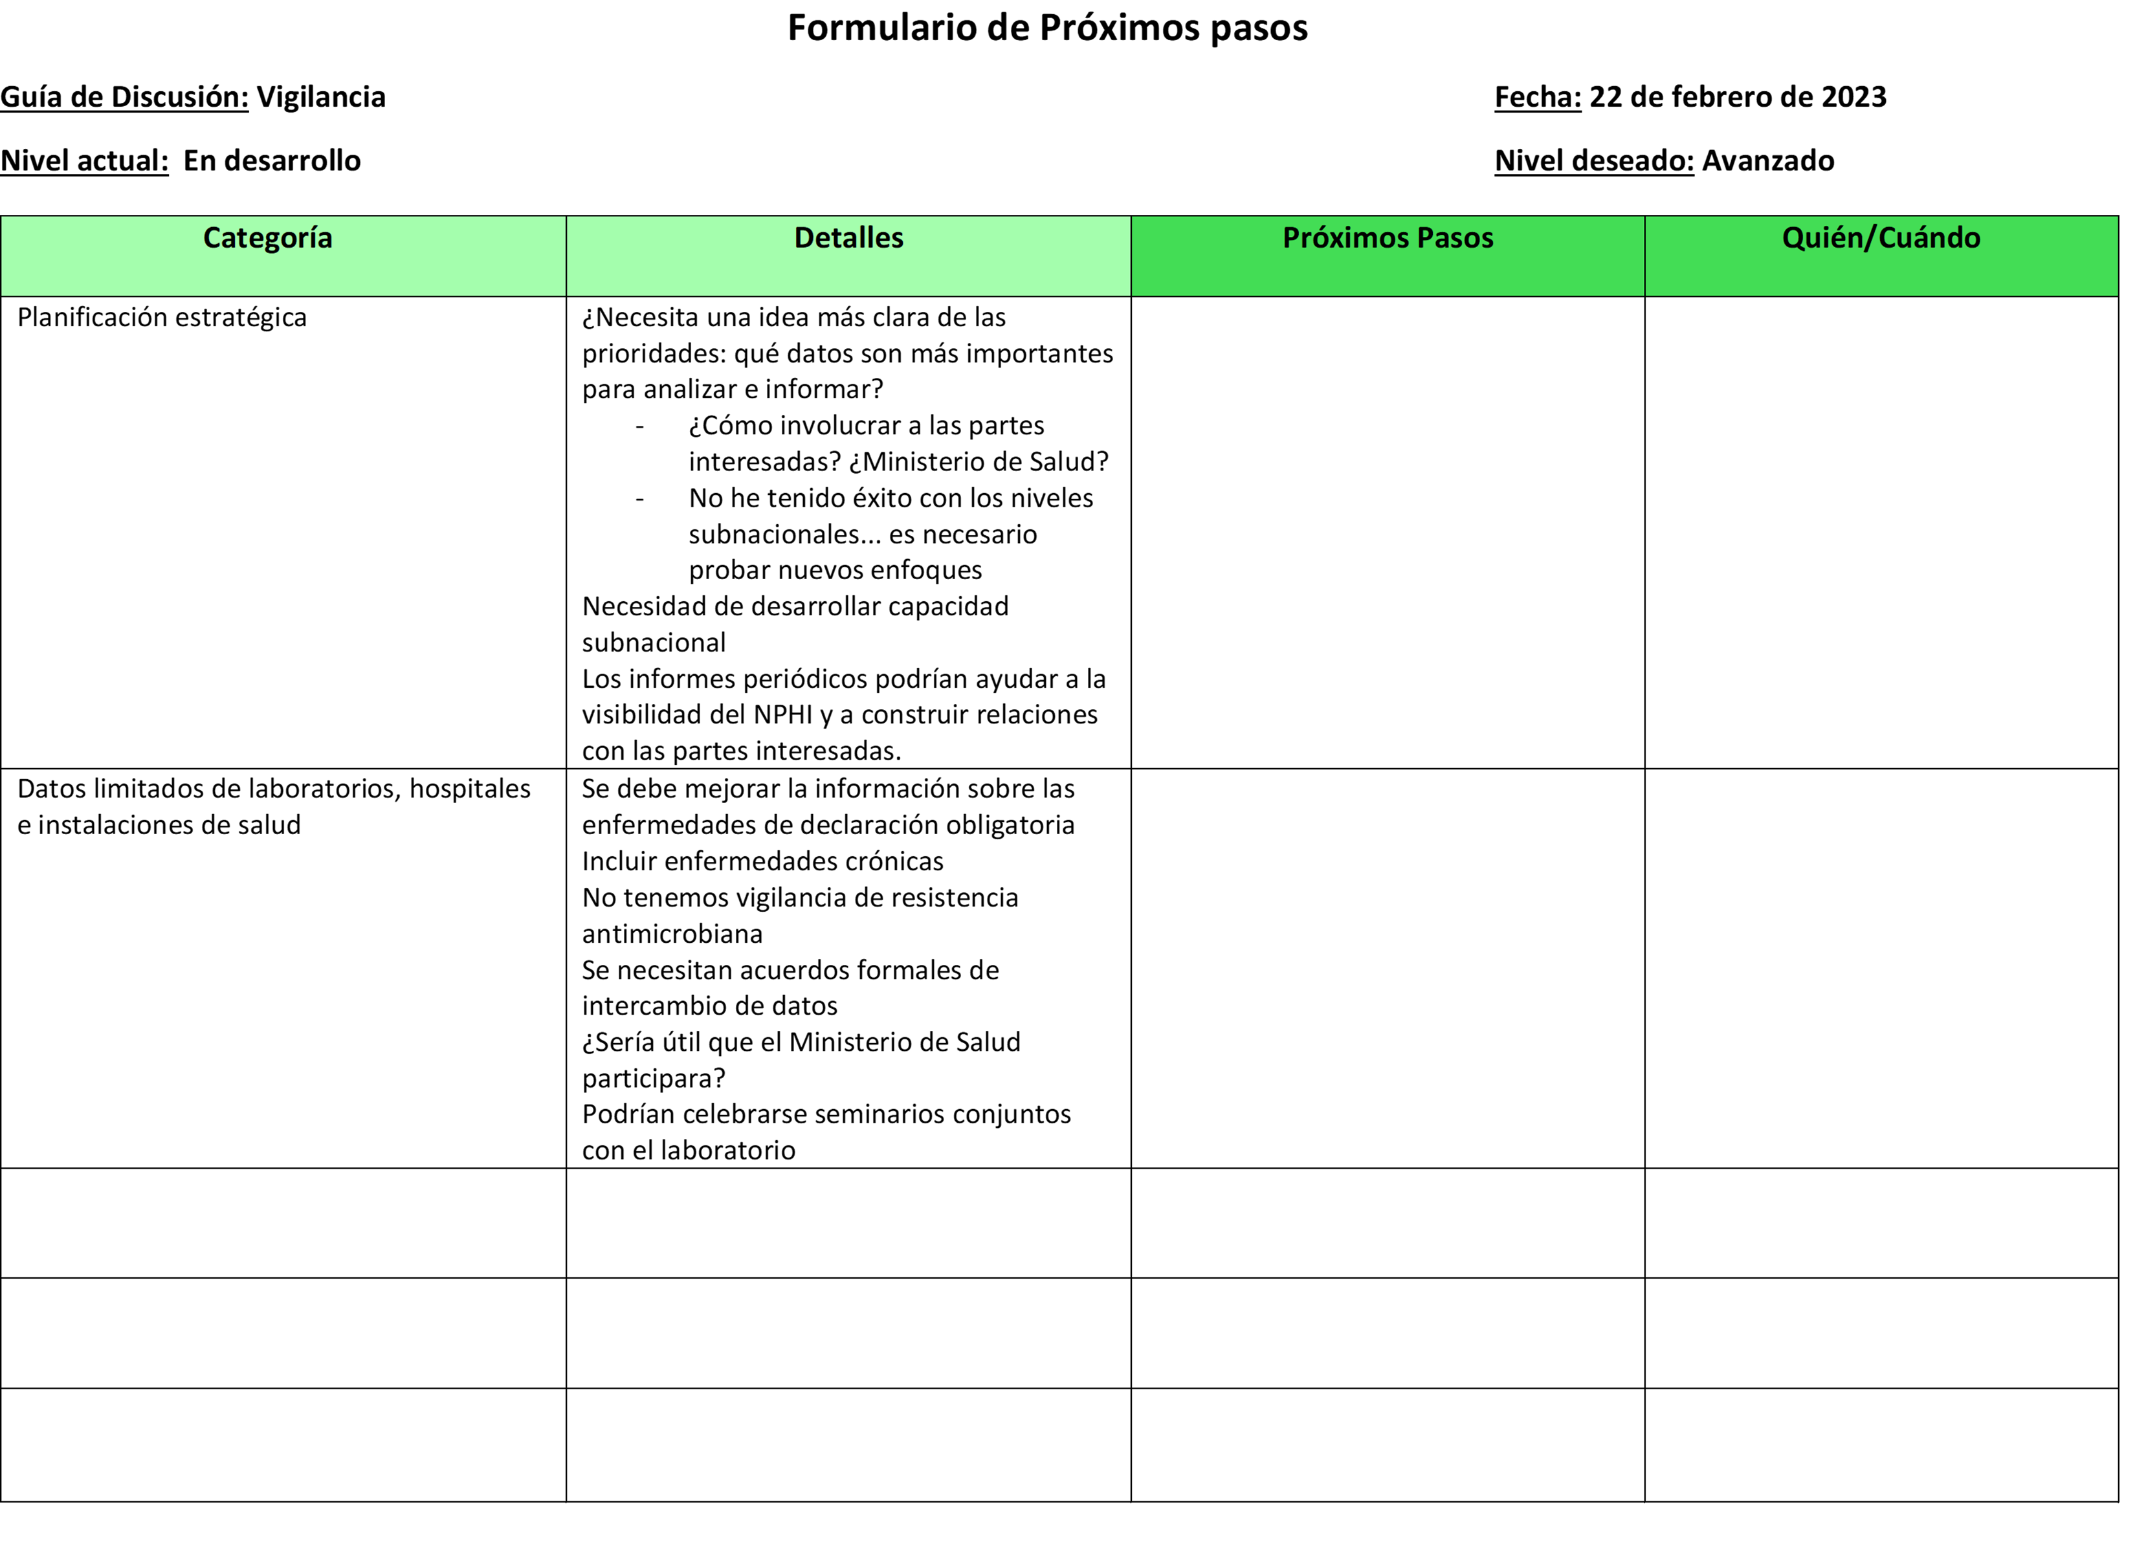 Formulario de Próximos pasos
Guía de Discusión: Vigilancia
Fecha: 22 de febrero de 2023
Nivel actual: En desarrollo
Nivel deseado: Avanzado
Categoría
Detalles
Próximos Pasos
Quién/Cuándo
Planificación estratégica
¿Necesita una idea más clara de las
prioridades: qué datos son más importantes
para analizar e informar?
- ¿Cómo involucrar a las partes
interesadas? ¿Ministerio de Salud?
- No he tenido éxito con los niveles
subnacionales... es necesario
probar nuevos enfoques
Necesidad de desarrollar capacidad
subnacional
Los informes periódicos podrían ayudar a la
visibilidad del NPHI y a construir relaciones
con las partes interesadas.
Datos limitados de laboratorios, hospitales
e instalaciones de salud
Se debe mejorar la información sobre las
enfermedades de declaración obligatoria
Incluir enfermedades crónicas
No tenemos vigilancia de resistencia
antimicrobiana
Se necesitan acuerdos formales de
intercambio de datos
¿Sería útil que el Ministerio de Salud
participara?
Podrían celebrarse seminarios conjuntos
con el laboratorio